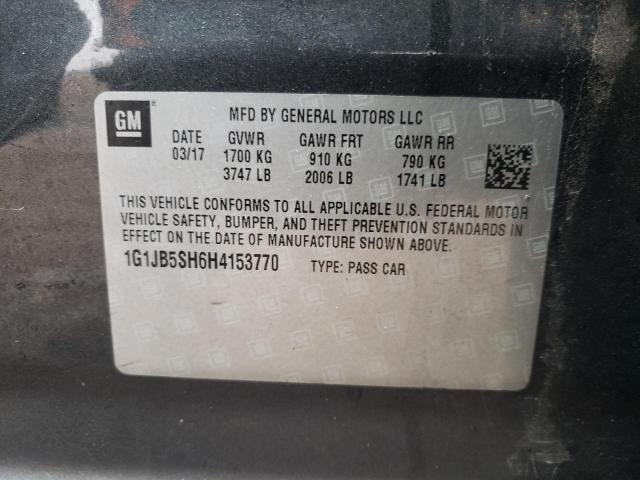 GM ®
MFD BY GENERAL MOTORS LLC
DATE GVWR GAWR FRT GAWR RR
03/17 1700 KG 910 KG 790 KG
3747 LB 2006 LB 1741 LB
THIS VEHICLE CONFORMS TO ALL APPLICABLE U.S. FEDERAL MOTOR
VEHICLE SAFETY, BUMPER, AND THEFT PREVENTION STANDARDS IN
EFFECT ON THE DATE OF MANUFACTURE SHOWN ABOVE.
1G1JB5SH6H4153770 TYPE: PASS CAR